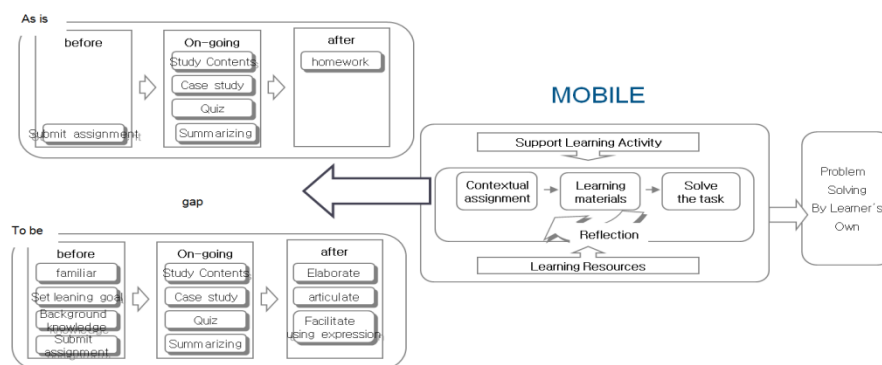 As is
before
Submit assignment
On-going
Study Contents
Case study
Quiz
Summarizing
after
homework
gap
To be
before
familiar
Set leaning goal
Background
knowledge
Submit
assignment
On-going
Study Contents
Case study
Quiz
Summarizing
after
Elaborate
articulate
Facilitate
using expression
MOBILE
Support Learning Activity
Contextual
assignment
Learning
materials
Solve
the task
Reflection
Learning Resources
Problem
Solving
By Learner's
Own